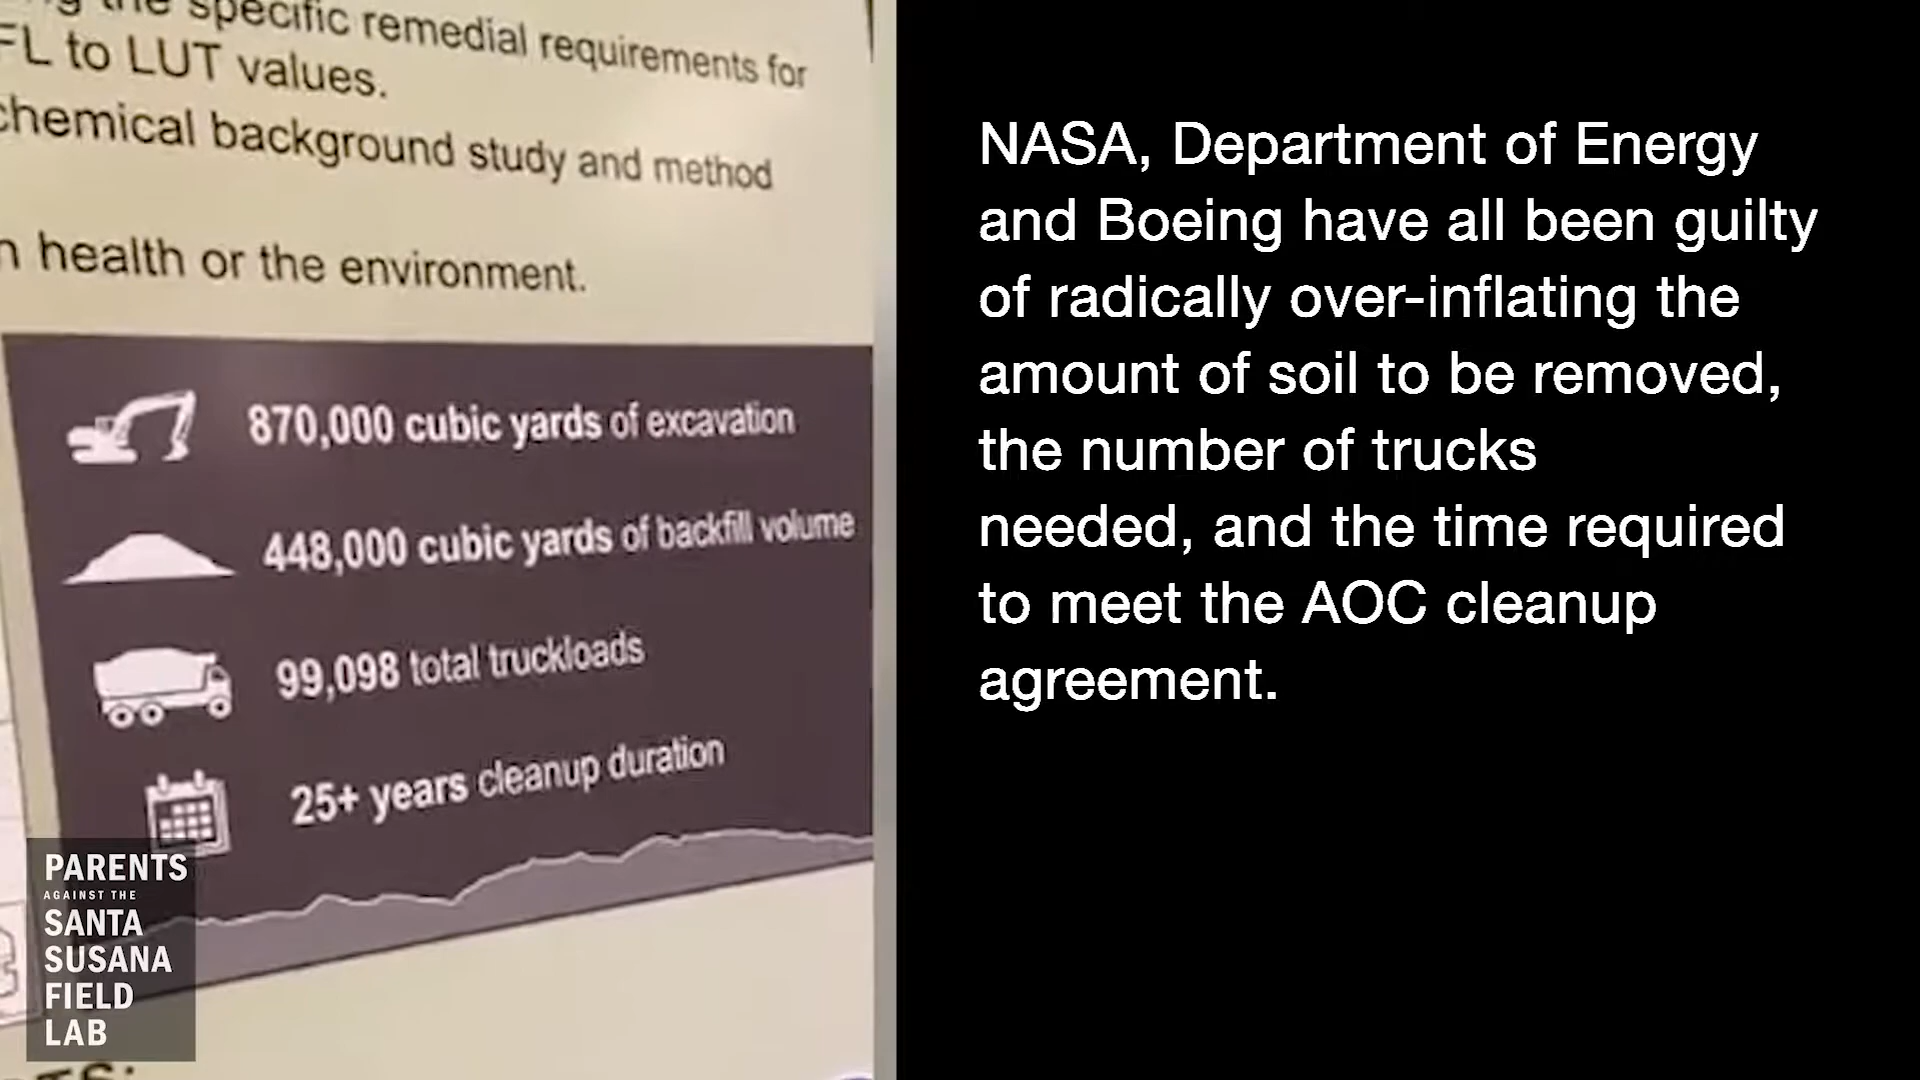 the specific remedial requirements for
FL to LUT values.
chemical background study and method
health or the environment.
870,000 cubic yards of excavation
448,000 cubic yards of backfill volume
99,098 total truckloads
25+ years cleanup duration
PARENTS
AGAINST THE
SANTA
SUSANA
FIELD
LAB
NASA, Department of Energy
and Boeing have all been guilty
of radically over-inflating the
amount of soil to be removed,
the number of trucks
needed, and the time required
to meet the AOC cleanup
agreement.